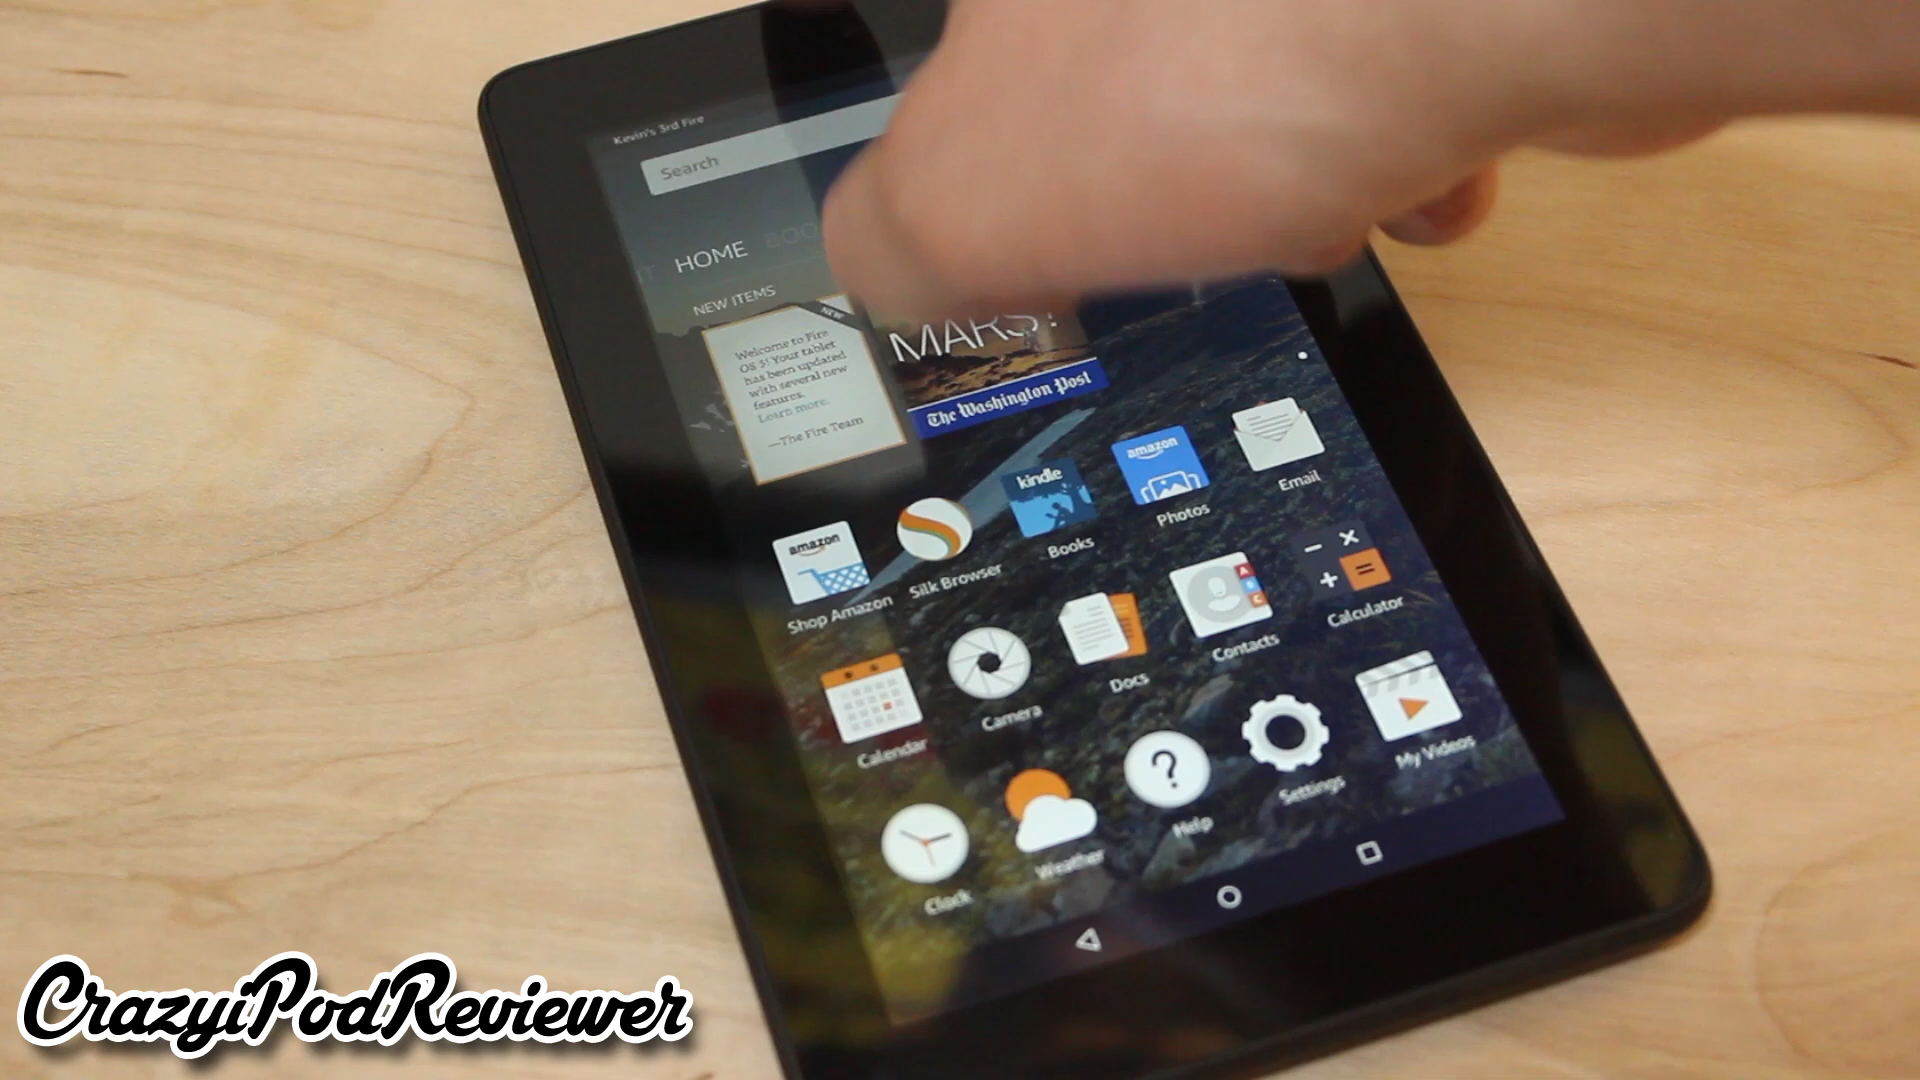 Kevin's 3rd Fire
Search
HOME BOO
NEW ITEMS
NEW
Welcome to Fire
OS 5! Your tablet
has been updated
with several new
features.
Learn more.
—The Fire Team
MARS?
The Washington Post
amazon
Shop Amazon
Silk Browser
kindle
Books
amazon
Photos
Email
Calendar
Camera
Docs
A
B
C
Contacts
− ×
+ =
Calculator
Clock
Weather
?
Help
Settings
My Videos
CrazyiPodReviewer